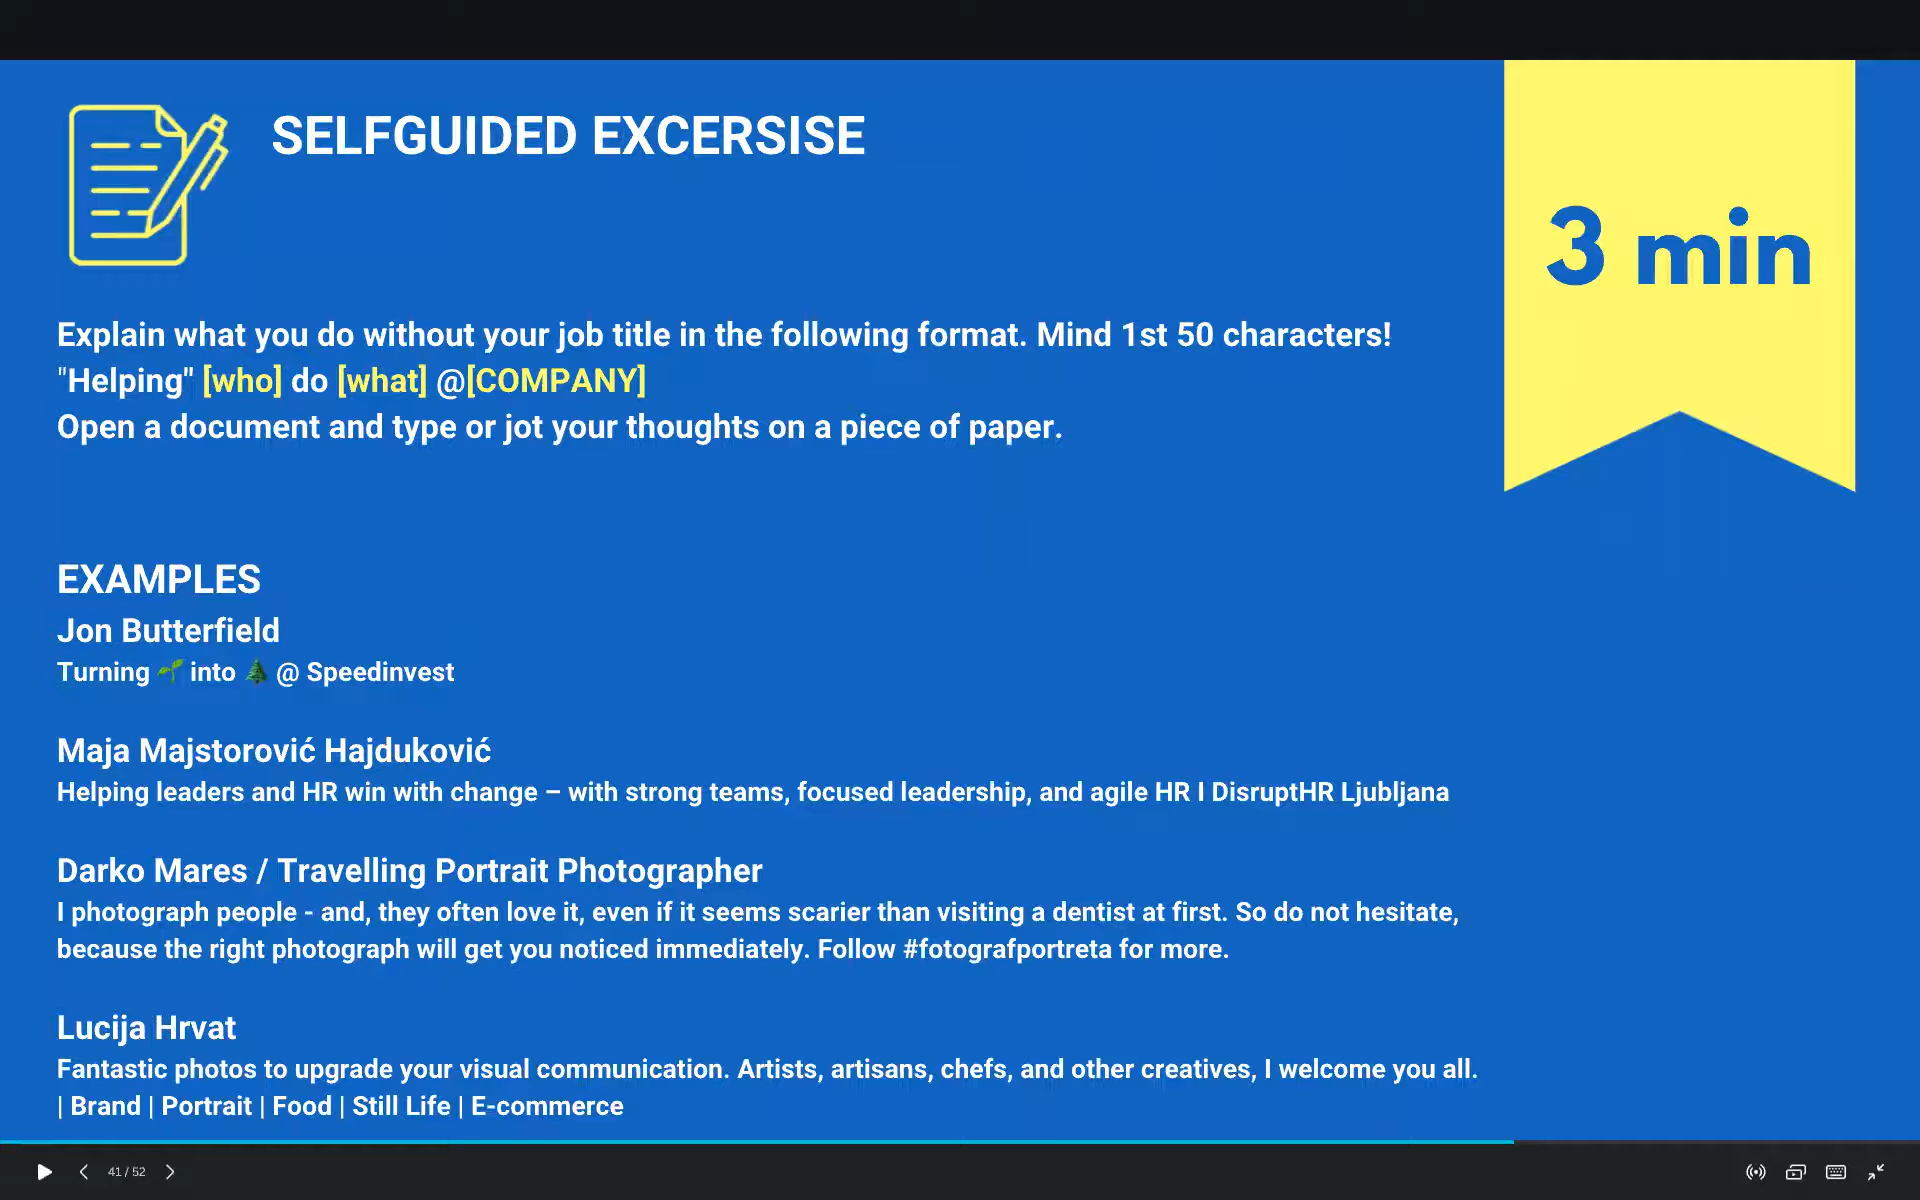 SELFGUIDED EXCERSISE
3 min
Explain what you do without your job title in the following format. Mind 1st 50 characters!
"Helping" [who] do [what] @[COMPANY]
Open a document and type or jot your thoughts on a piece of paper.
EXAMPLES
Jon Butterfield
Turning 🌱 into 🌲 @ Speedinvest
Maja Majstorović Hajduković
Helping leaders and HR win with change – with strong teams, focused leadership, and agile HR I DisruptHR Ljubljana
Darko Mares / Travelling Portrait Photographer
I photograph people - and, they often love it, even if it seems scarier than visiting a dentist at first. So do not hesitate,
because the right photograph will get you noticed immediately. Follow #fotografportreta for more.
Lucija Hrvat
Fantastic photos to upgrade your visual communication. Artists, artisans, chefs, and other creatives, I welcome you all.
| Brand | Portrait | Food | Still Life | E-commerce
41 / 52